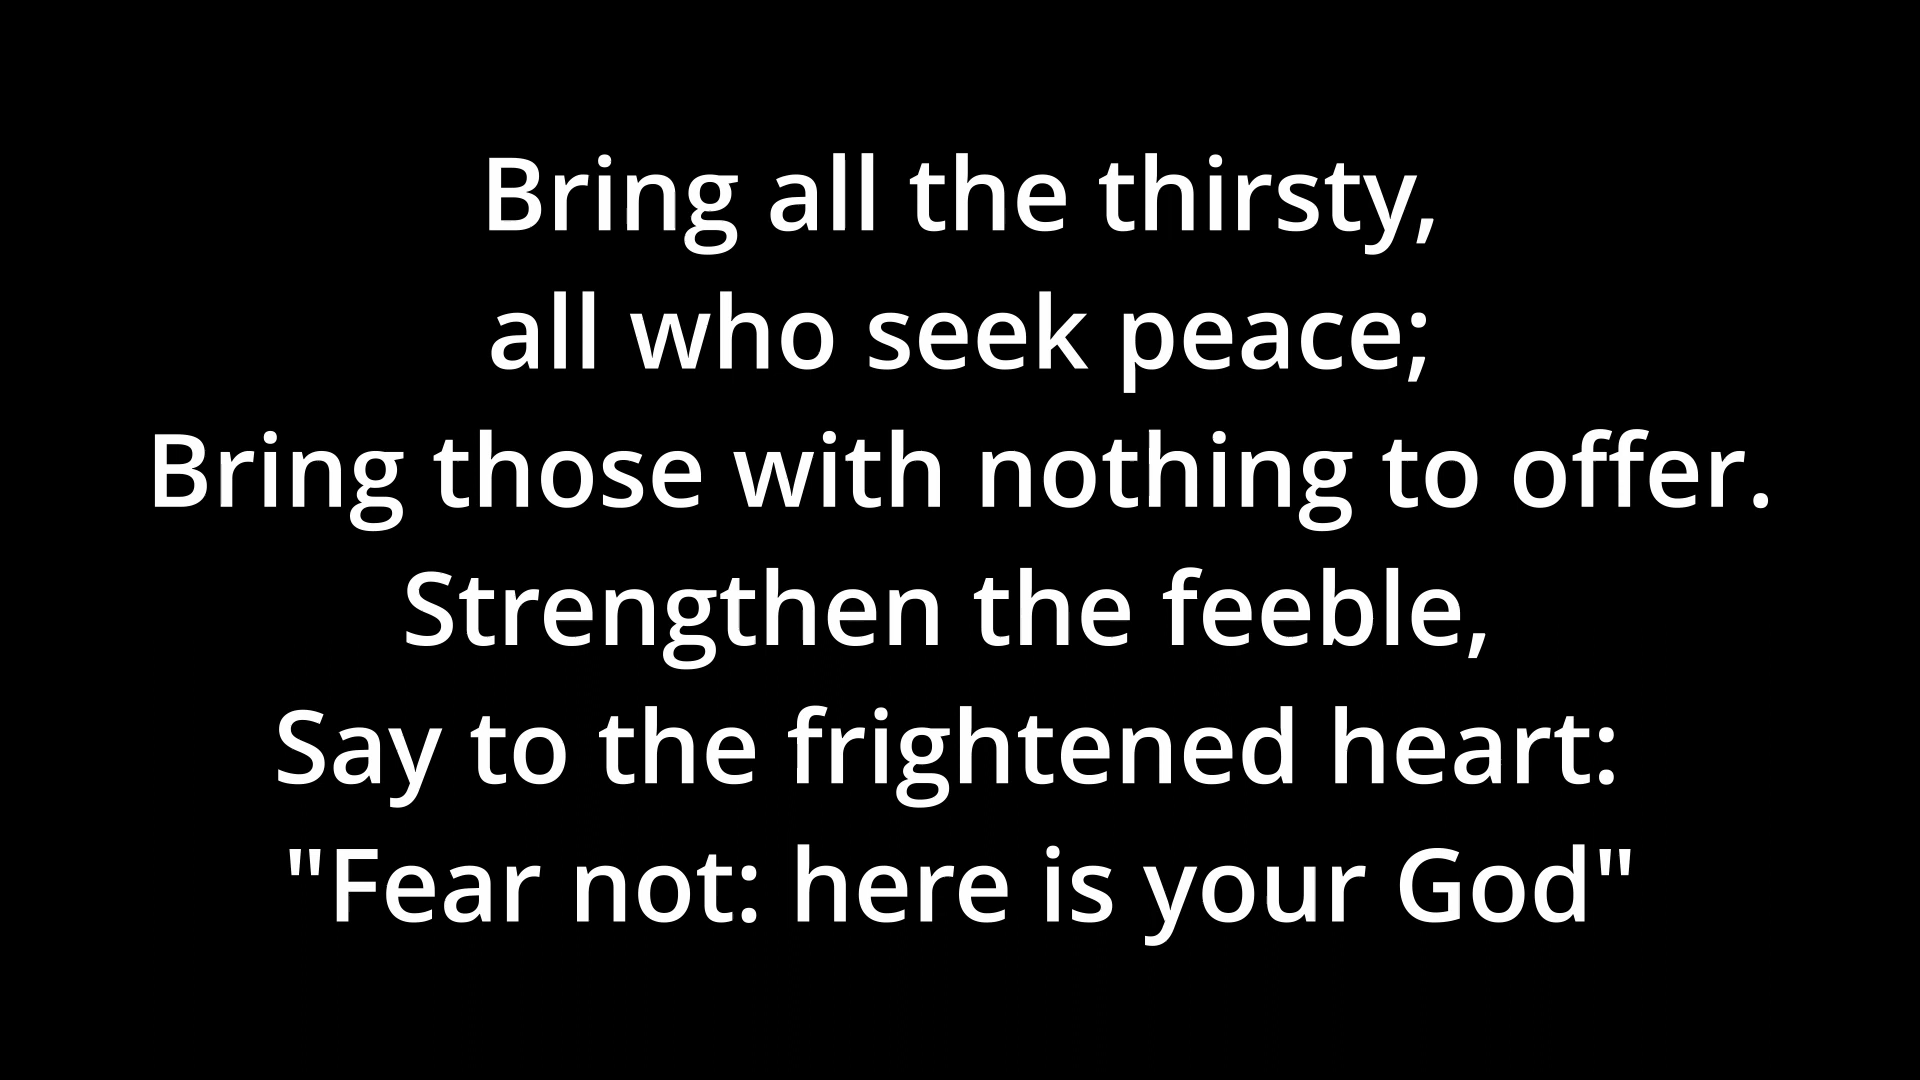 Bring all the thirsty,
all who seek peace;
Bring those with nothing to offer.
Strengthen the feeble,
Say to the frightened heart:
"Fear not: here is your God"